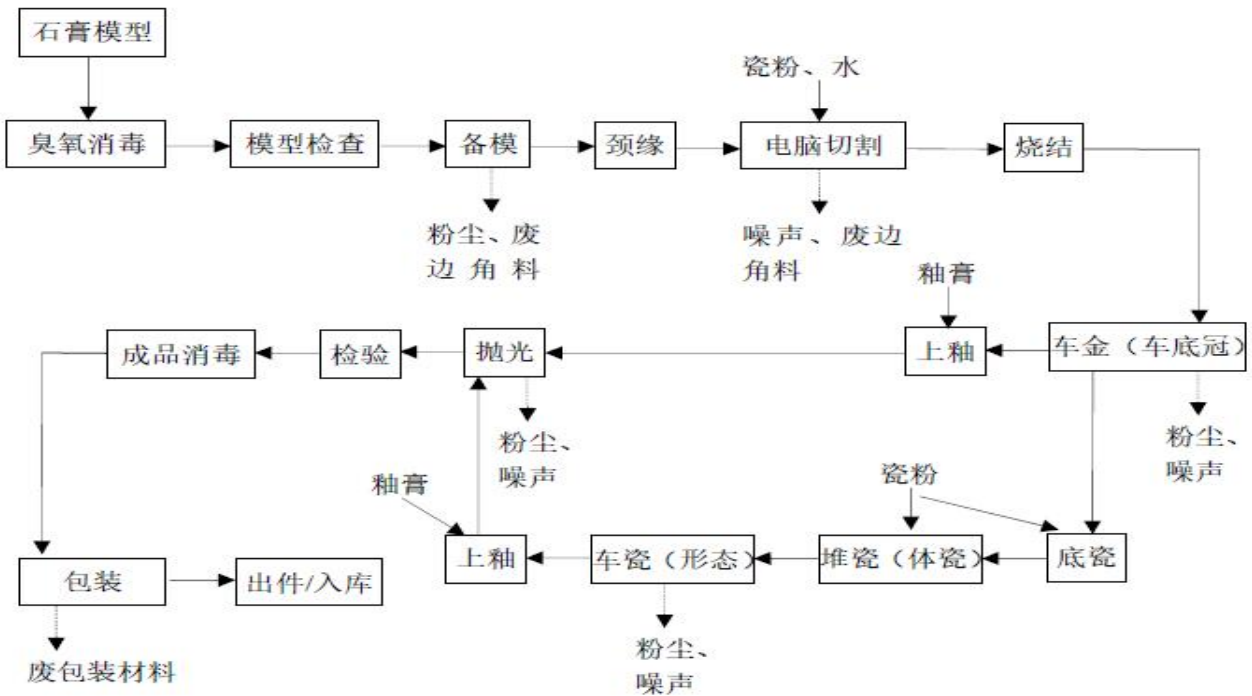 石膏模型
瓷粉、水
臭氧消毒
模型检查
备模
颈缘
电脑切割
烧结
粉尘、废
边角料
噪声、废边
角料
釉膏
成品消毒
检验
抛光
上釉
车金（车底冠）
粉尘、
噪声
粉尘、
噪声
釉膏
瓷粉
包装
出件/入库
上釉
车瓷（形态）
堆瓷（体瓷）
底瓷
废包装材料
粉尘、
噪声